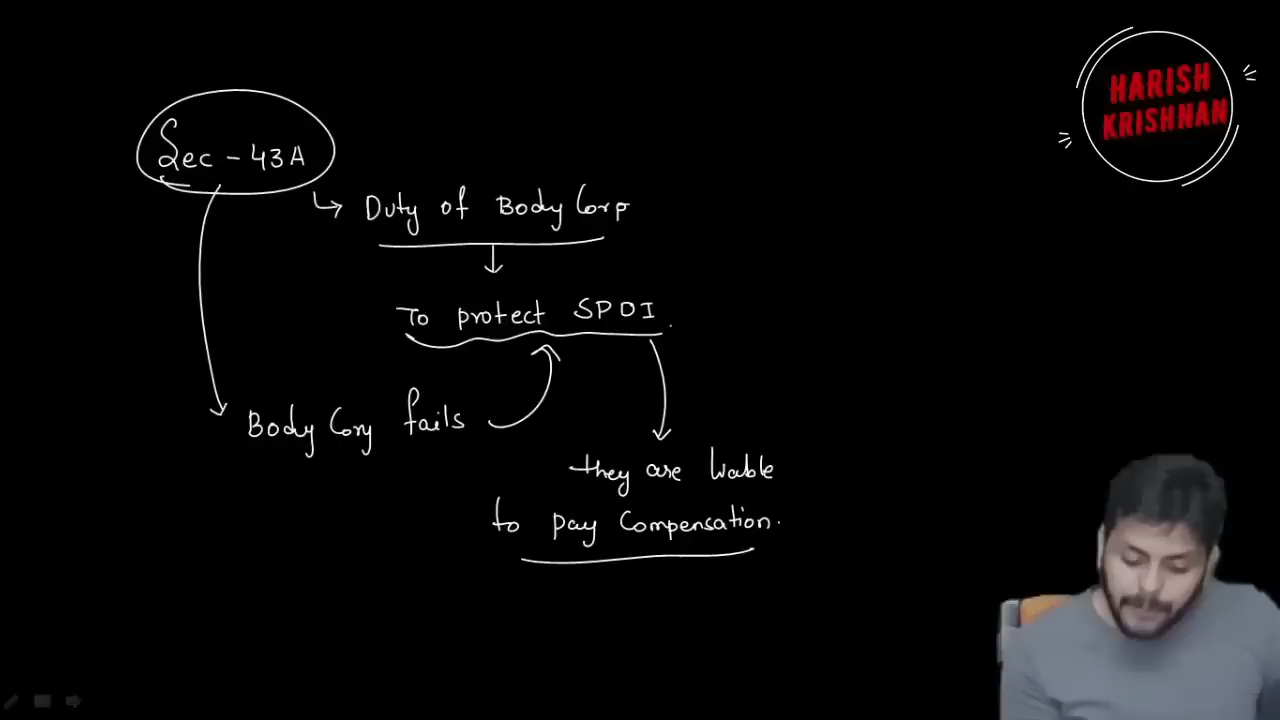 HARISH
KRISHNAN
Sec - 43A
Duty of Body Corp
To protect SPDI.
Body Corp fails
they are liable
to pay Compensation.